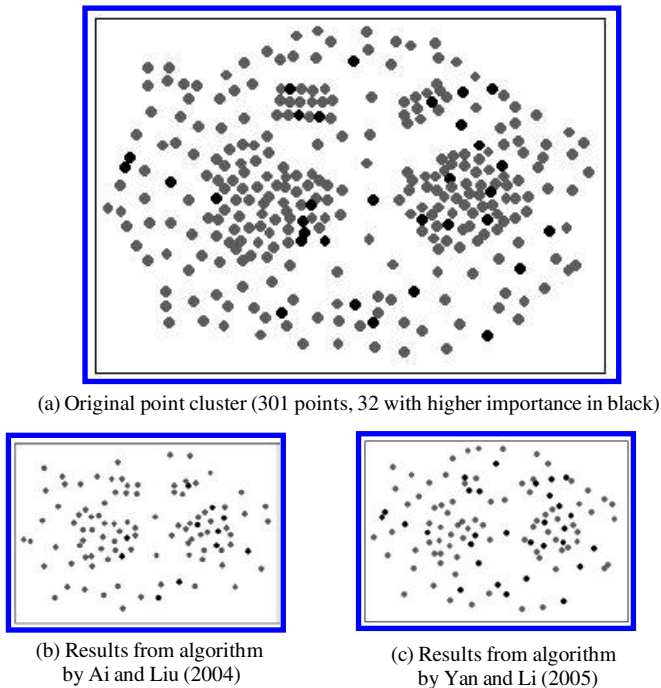 (a) Original point cluster (301 points, 32 with higher importance in black)
(b) Results from algorithm
by Ai and Liu (2004)
(c) Results from algorithm
by Yan and Li (2005)